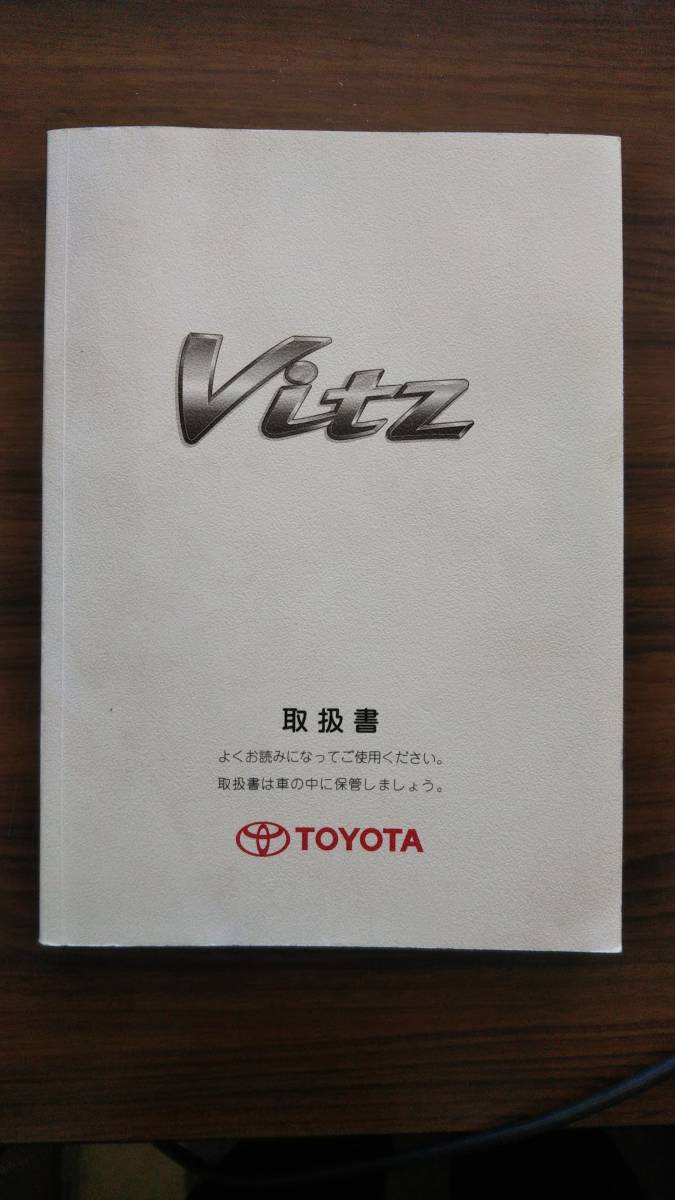 Vitz
取扱書
よくお読みになってご使用ください。
取扱書は車の中に保管しましょう。
TOYOTA